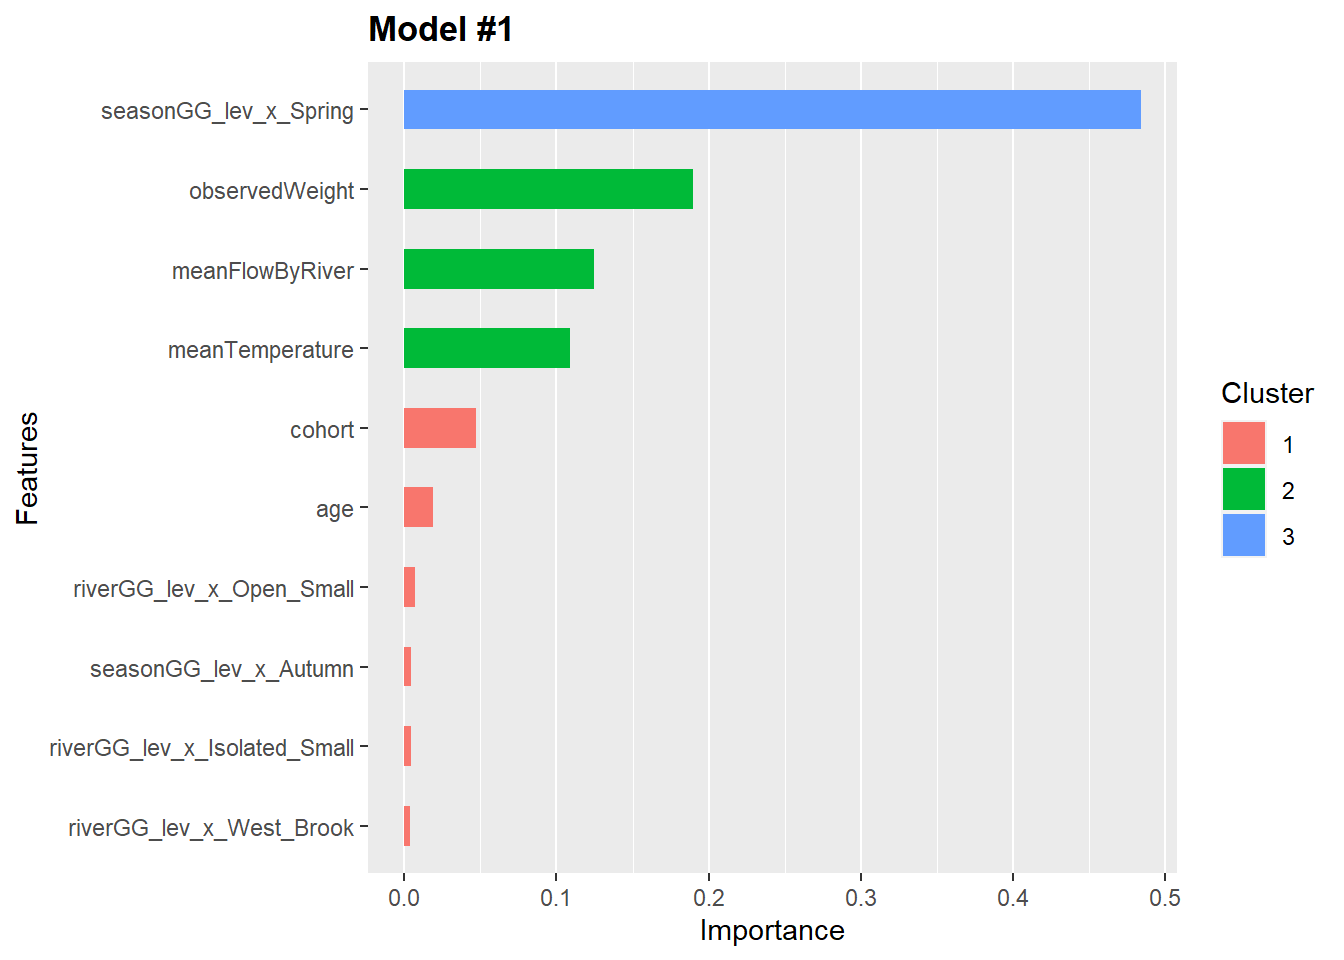 Model #1
seasonGG_lev_x_Spring
observedWeight
meanFlowByRiver
meanTemperature
cohort
age
riverGG_lev_x_Open_Small
seasonGG_lev_x_Autumn
riverGG_lev_x_Isolated_Small
riverGG_lev_x_West_Brook
Features
0.0 0.1 0.2 0.3 0.4 0.5
Importance
Cluster
1
2
3